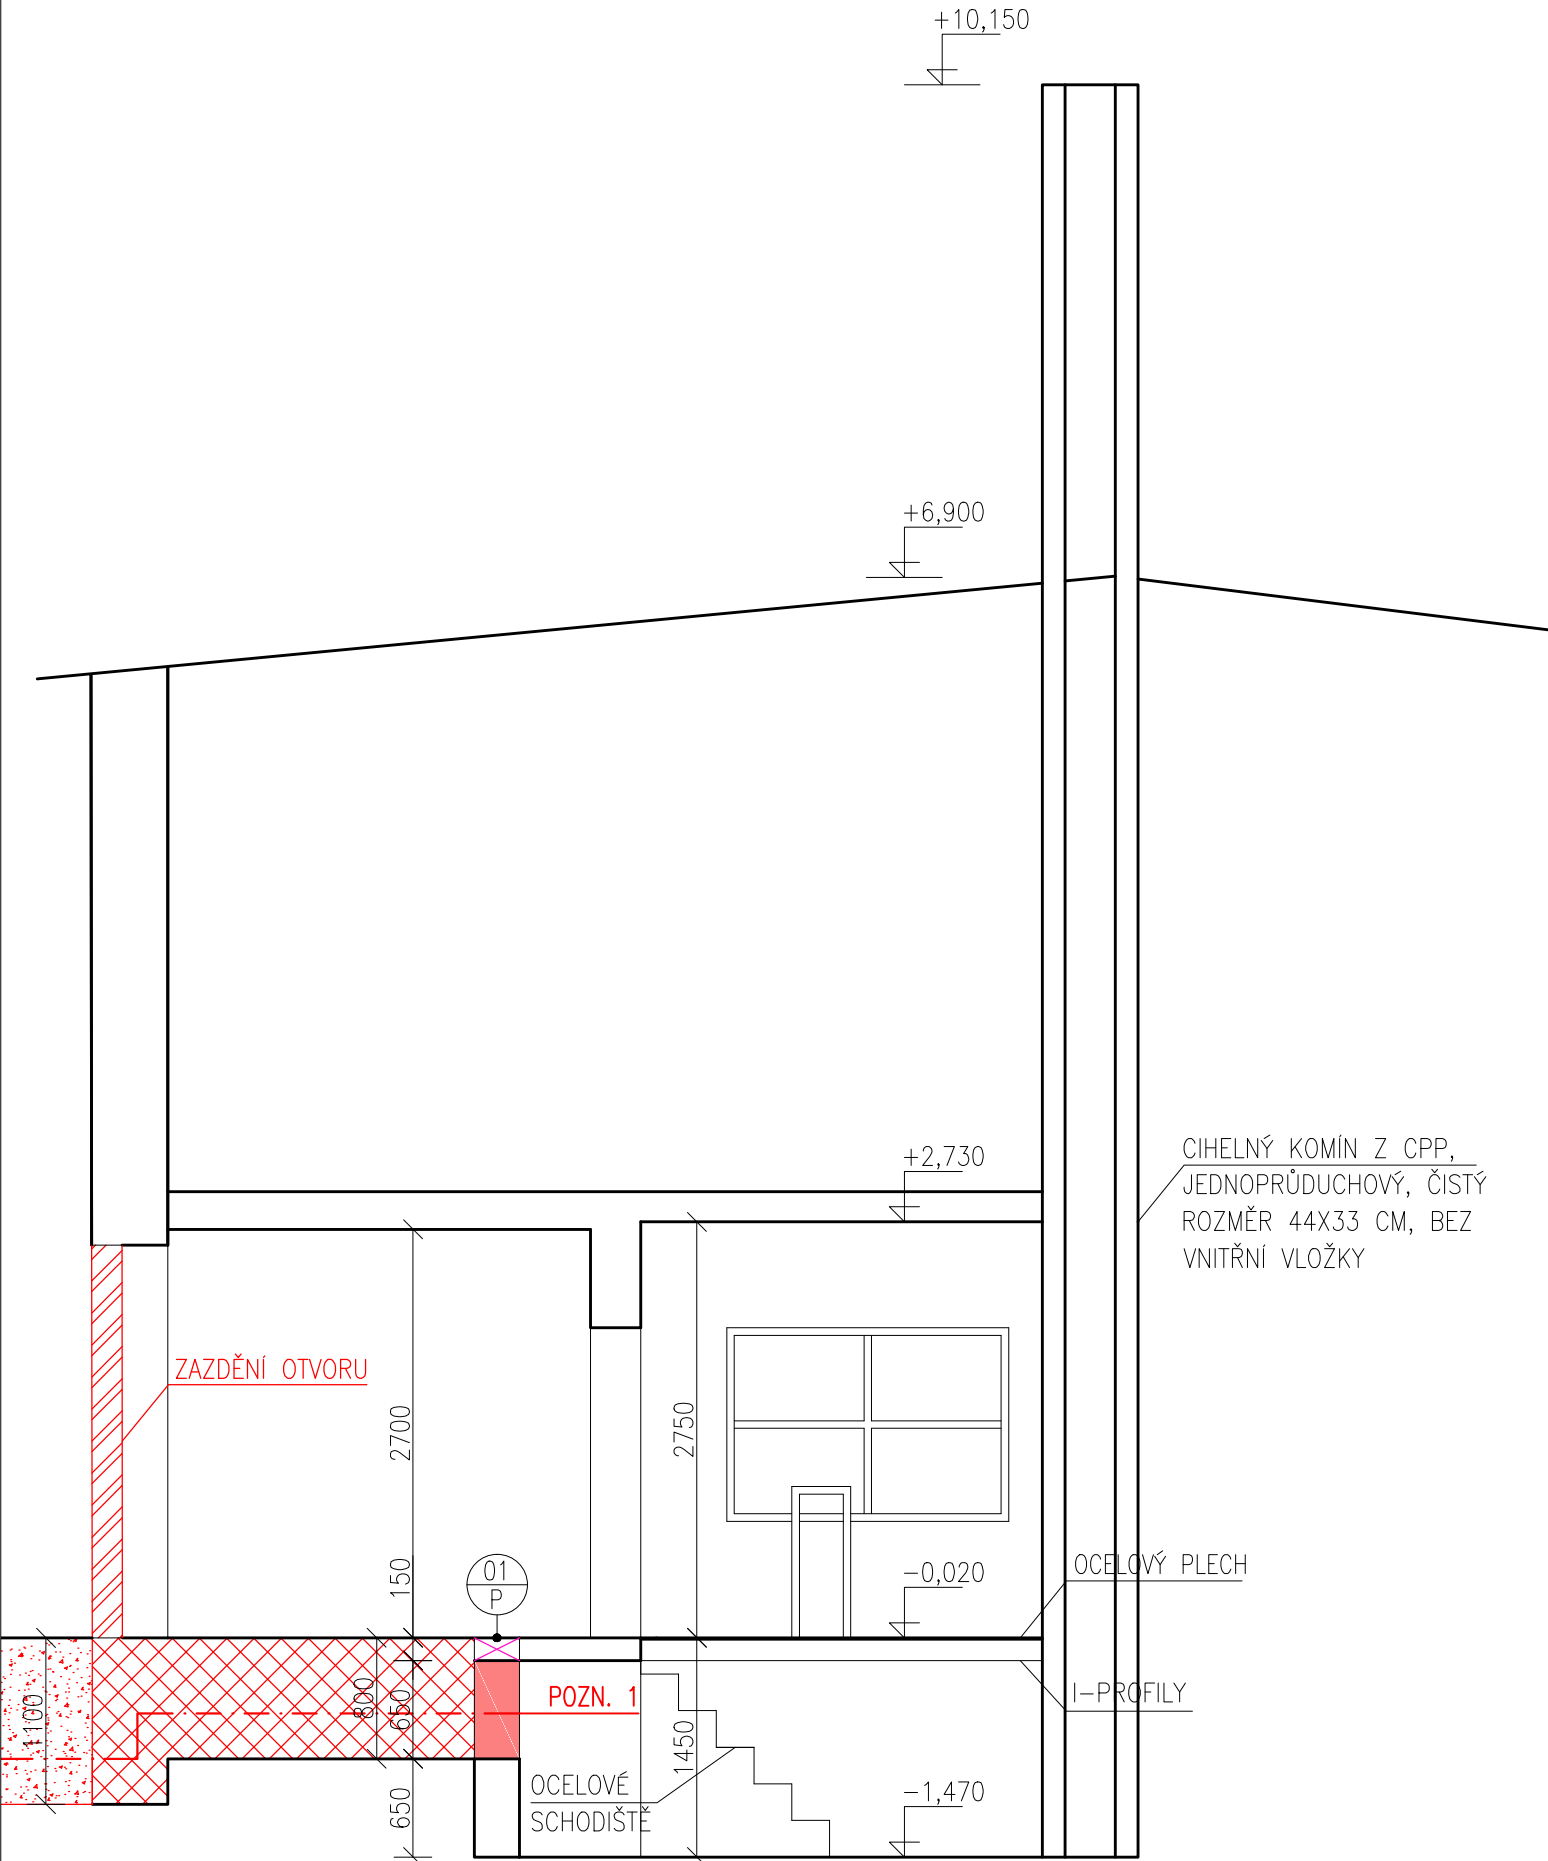 +10,150
+6,900
+2,730
CIHELNÝ KOMÍN Z CPP,
JEDNOPRŮDUCHOVÝ, ČISTÝ
ROZMĚR 44X33 CM, BEZ
VNITŘNÍ VLOŽKY
ZAZDĚNÍ OTVORU
2700
2750
150
01
P
-0,020
OCELOVÝ PLECH
1100
800
650
POZN. 1
I-PROFILY
1450
650
OCELOVÉ
SCHODIŠTĚ
-1,470